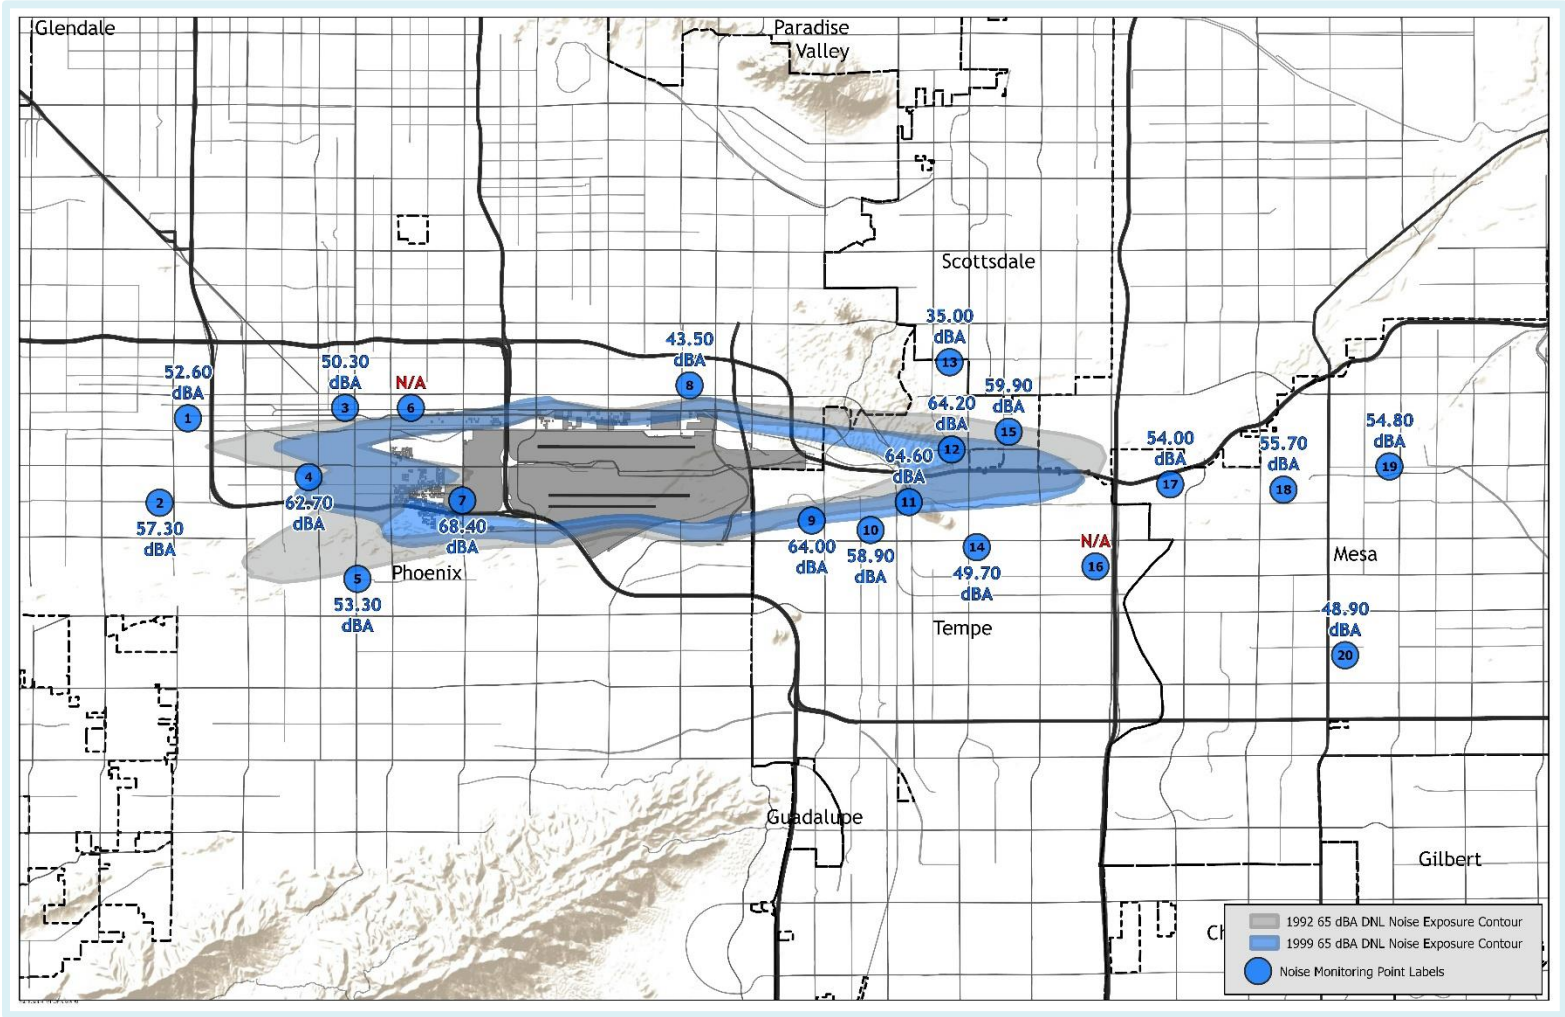 Glendale
Paradise
Valley
Scottsdale
35.00
dBA
13
43.50
dBA
8
50.30
dBA
3
N/A
6
52.60
dBA
1
59.90
dBA
15
64.20
dBA
12
54.80
dBA
19
54.00
dBA
17
55.70
dBA
18
64.60
dBA
11
4
62.70
dBA
7
68.40
dBA
2
57.30
dBA
9
64.00
dBA
10
58.90
dBA
14
49.70
dBA
N/A
16
Mesa
Phoenix
5
53.30
dBA
48.90
dBA
20
Tempe
Guadalupe
Gilbert
Ch
1992 65 dBA DNL Noise Exposure Contour
1999 65 dBA DNL Noise Exposure Contour
Noise Monitoring Point Labels